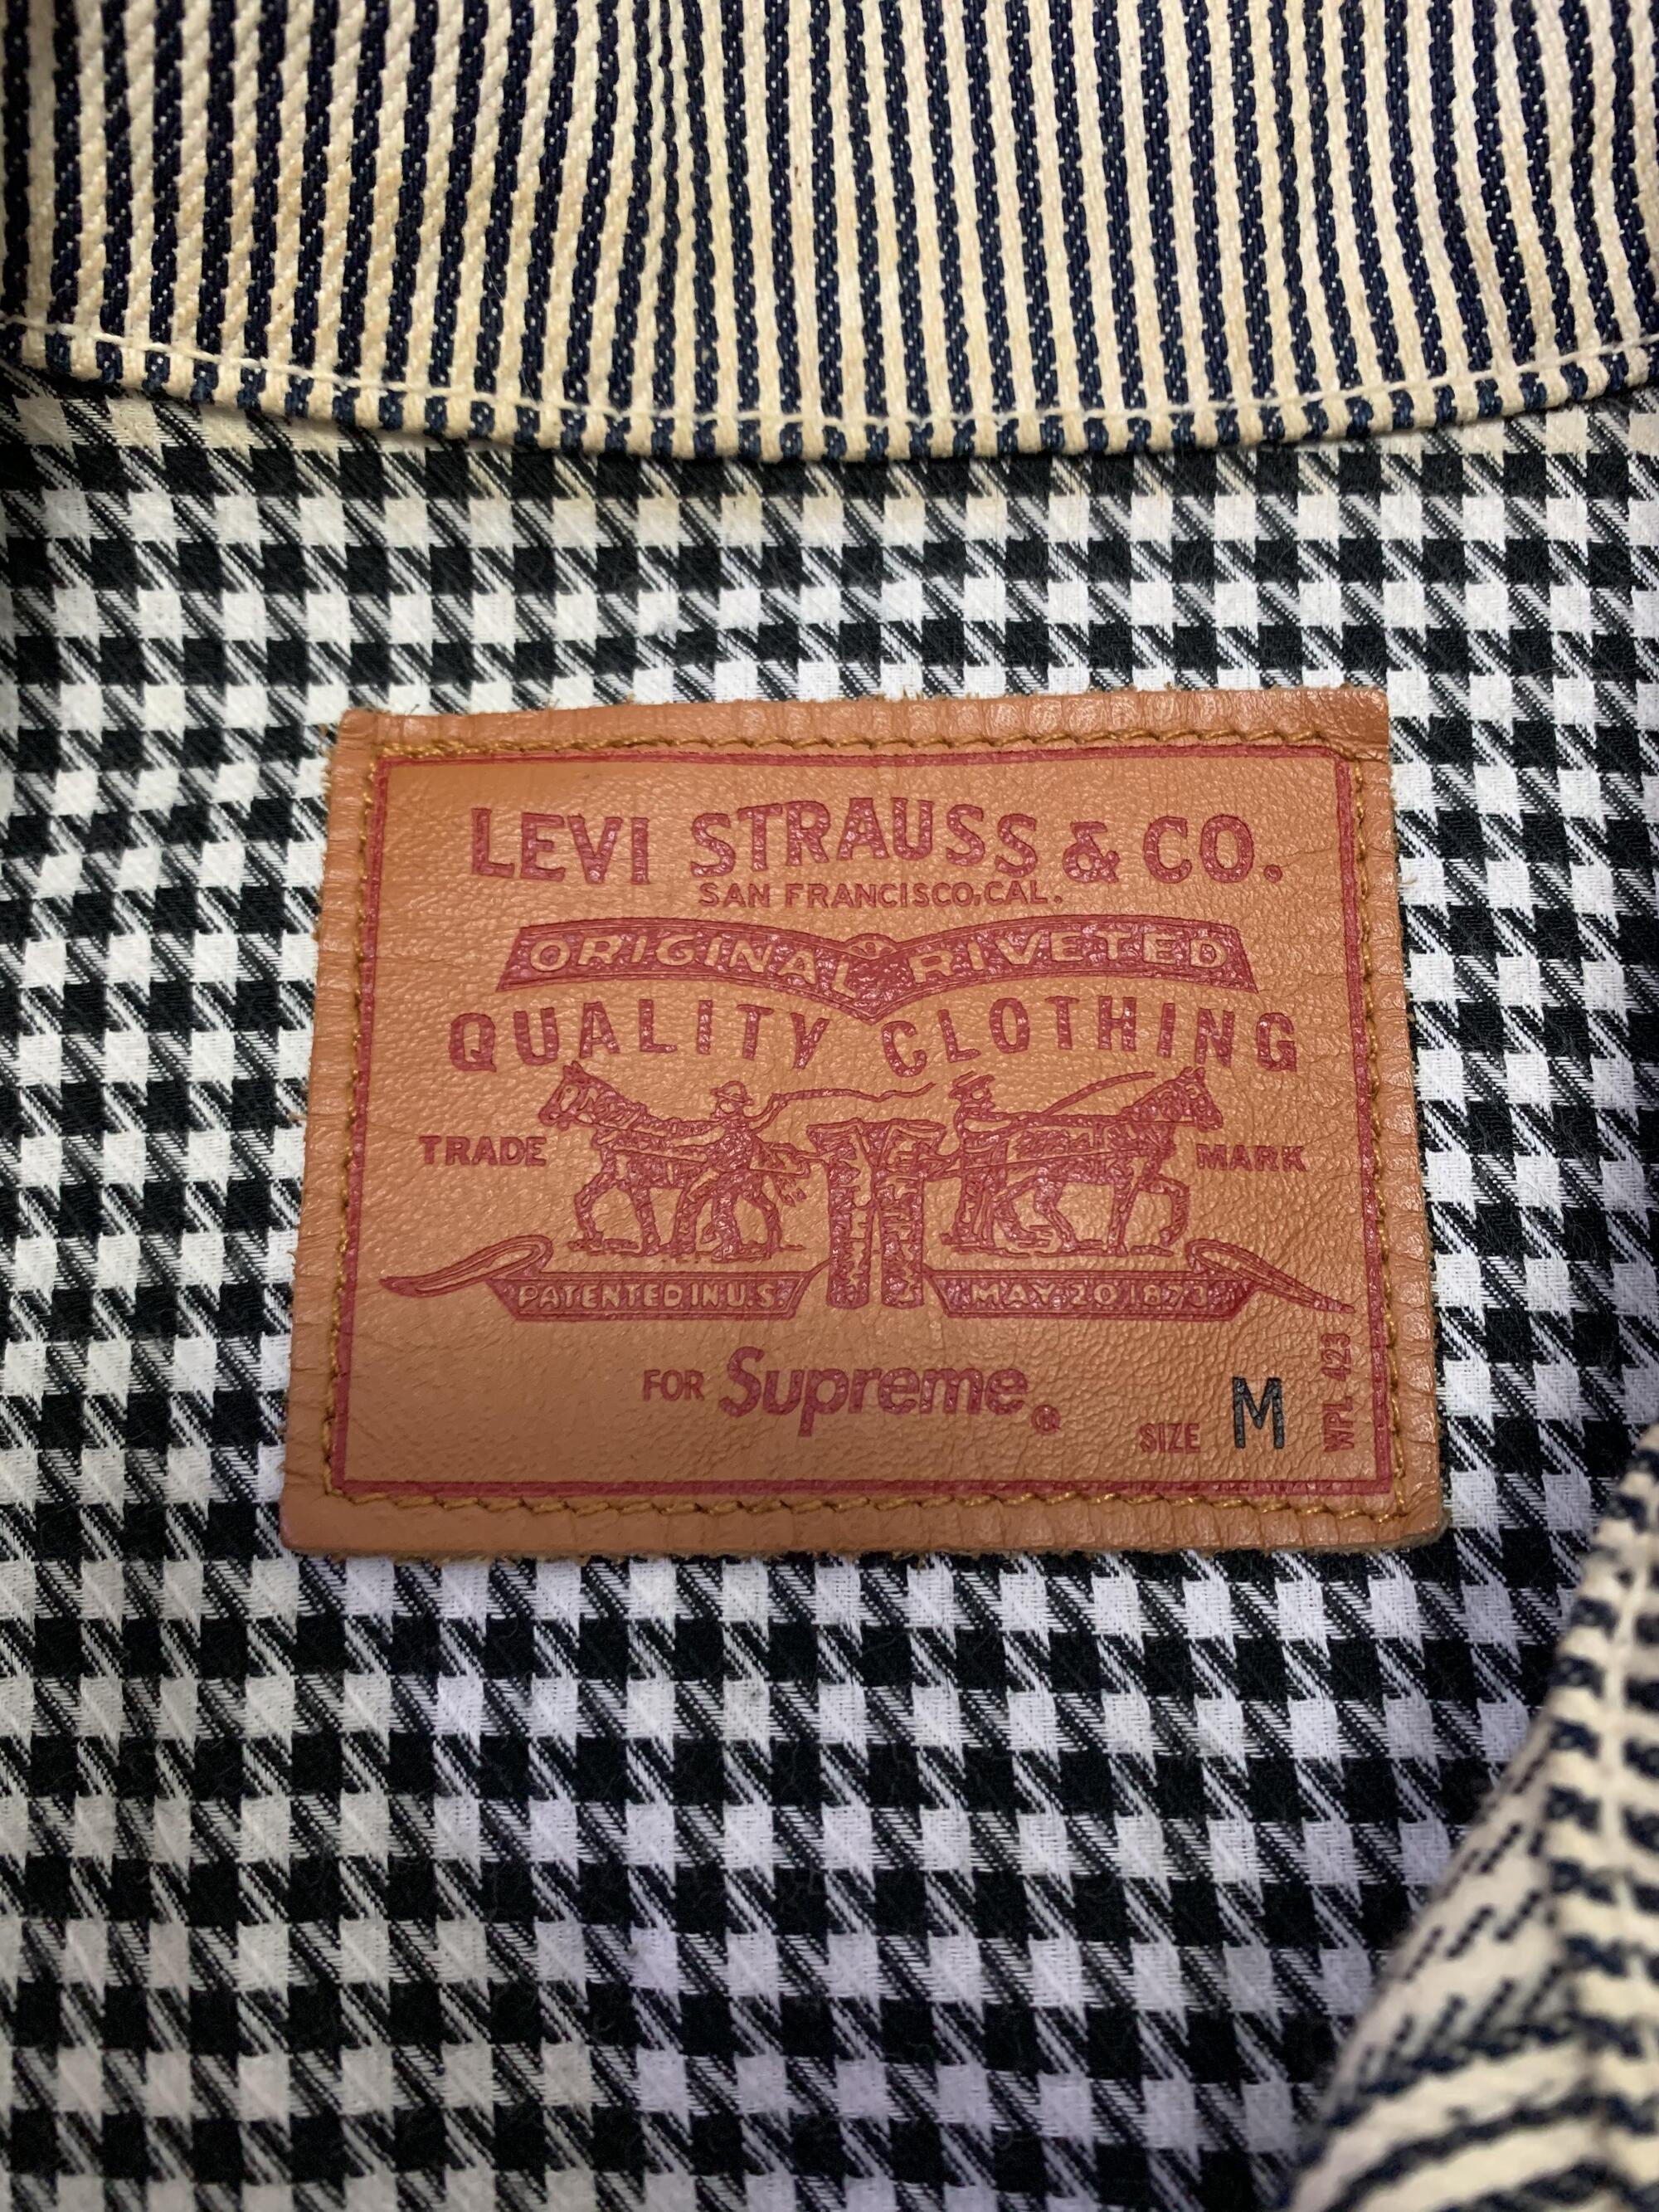 LEVI STRAUSS & CO.
SAN FRANCISCO, CAL.
ORIGINAL RIVETED
QUALITY CLOTHING
TRADE MARK
PATENTED IN U.S. MAY 20 1873
FOR Supreme®
SIZE M
WPL 423